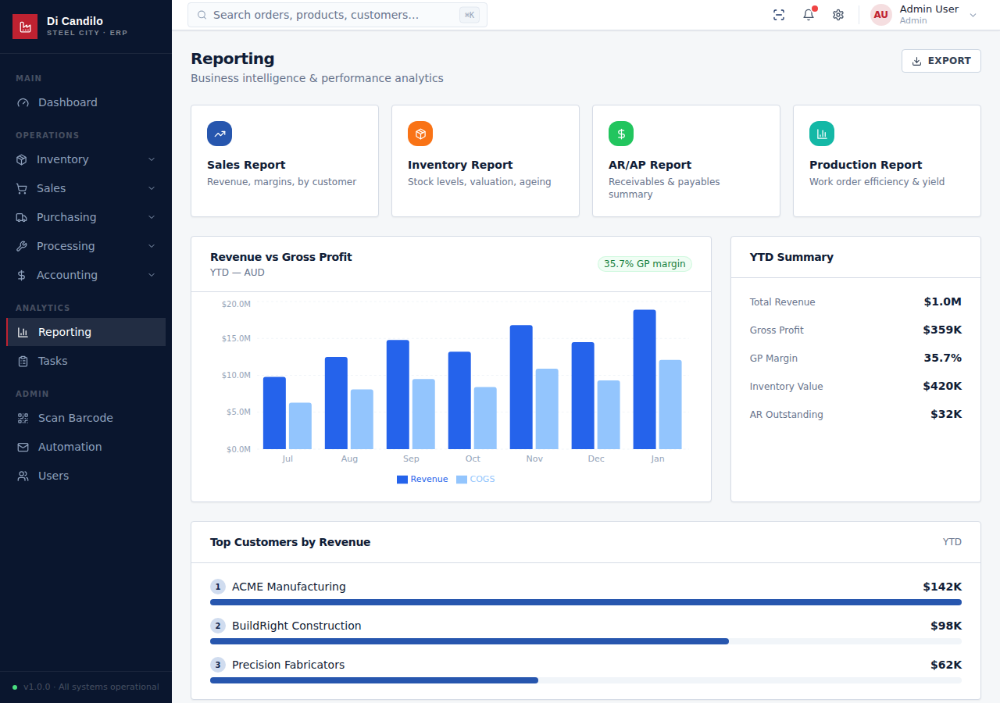 Di Candilo
STEEL CITY · ERP
Search orders, products, customers...
⌘K
AU
Admin User
Admin
MAIN
Dashboard
OPERATIONS
Inventory
Sales
Purchasing
Processing
Accounting
ANALYTICS
Reporting
Tasks
ADMIN
Scan Barcode
Automation
Users
v1.0.0 · All systems operational
Reporting
Business intelligence & performance analytics
EXPORT
Sales Report
Revenue, margins, by customer
Inventory Report
Stock levels, valuation, ageing
AR/AP Report
Receivables & payables
summary
Production Report
Work order efficiency & yield
Revenue vs Gross Profit
YTD — AUD
35.7% GP margin
$20.0M
$15.0M
$10.0M
$5.0M
$0.0M
Jul Aug Sep Oct Nov Dec Jan
Revenue COGS
YTD Summary
Total Revenue $1.0M
Gross Profit $359K
GP Margin 35.7%
Inventory Value $420K
AR Outstanding $32K
Top Customers by Revenue YTD
1 ACME Manufacturing $142K
2 BuildRight Construction $98K
3 Precision Fabricators $62K